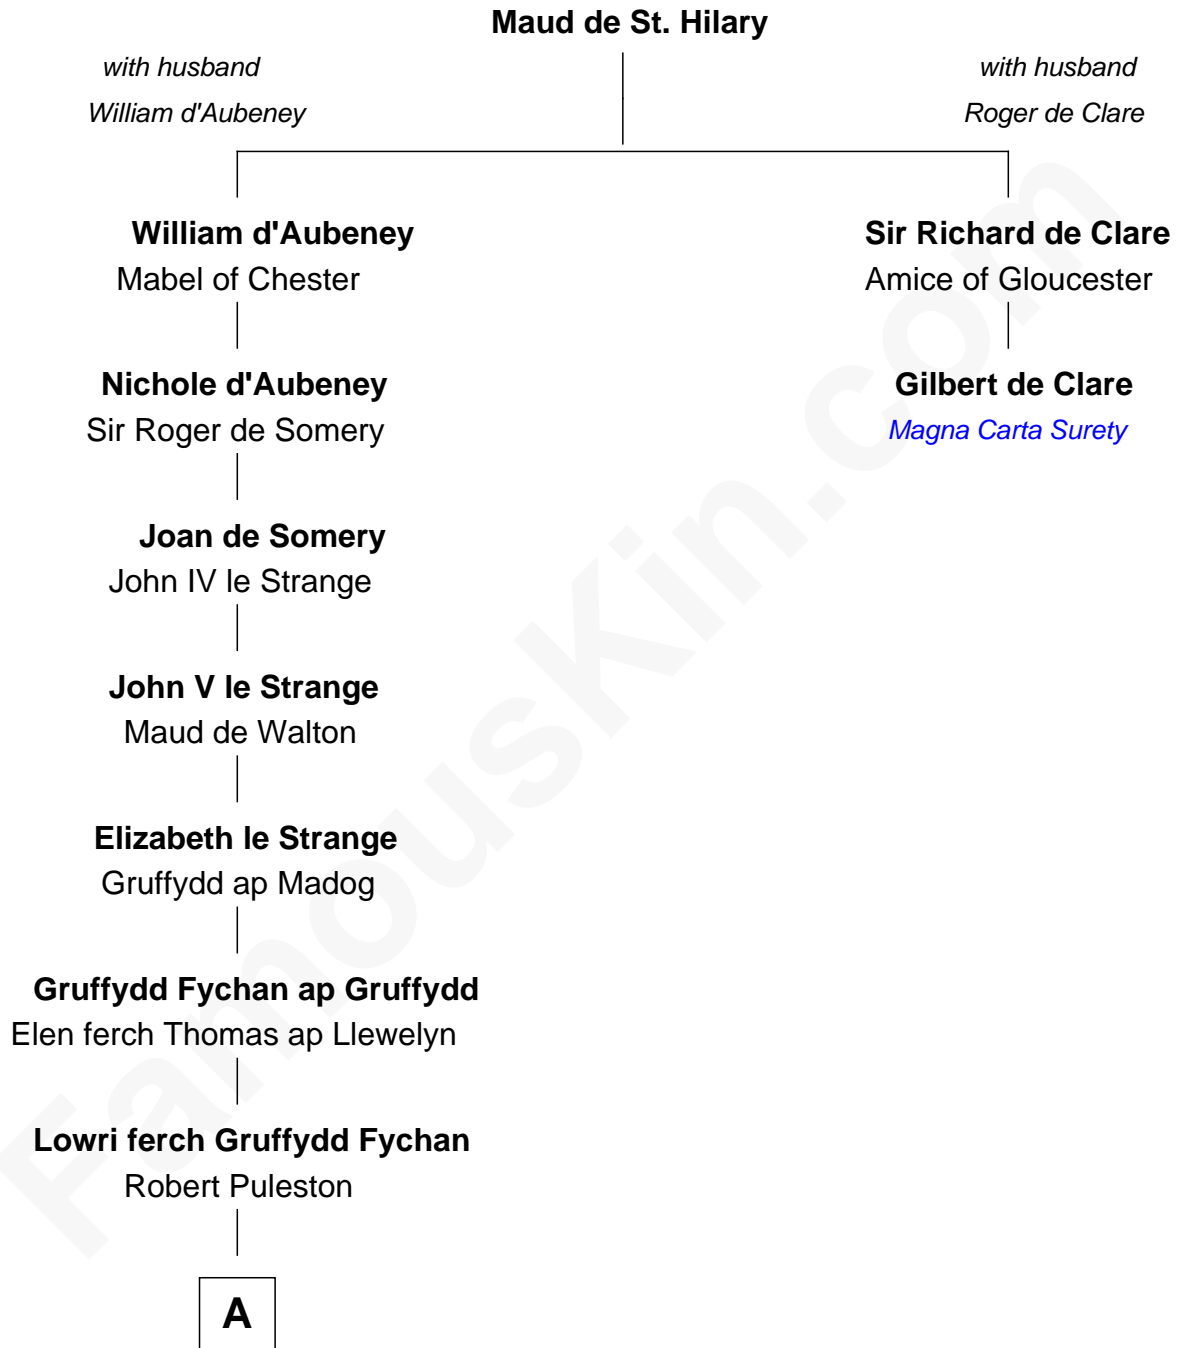 Maud de St. Hilary
with husband
William d'Aubeney
with husband
Roger de Clare
William d'Aubeney
Mabel of Chester
Sir Richard de Clare
Amice of Gloucester
Nichole d'Aubeney
Sir Roger de Somery
Gilbert de Clare
Magna Carta Surety
Joan de Somery
John IV le Strange
John V le Strange
Maud de Walton
Elizabeth le Strange
Gruffydd ap Madog
Gruffydd Fychan ap Gruffydd
Elen ferch Thomas ap Llewelyn
Lowri ferch Gruffydd Fychan
Robert Puleston
A
FamousKin.com